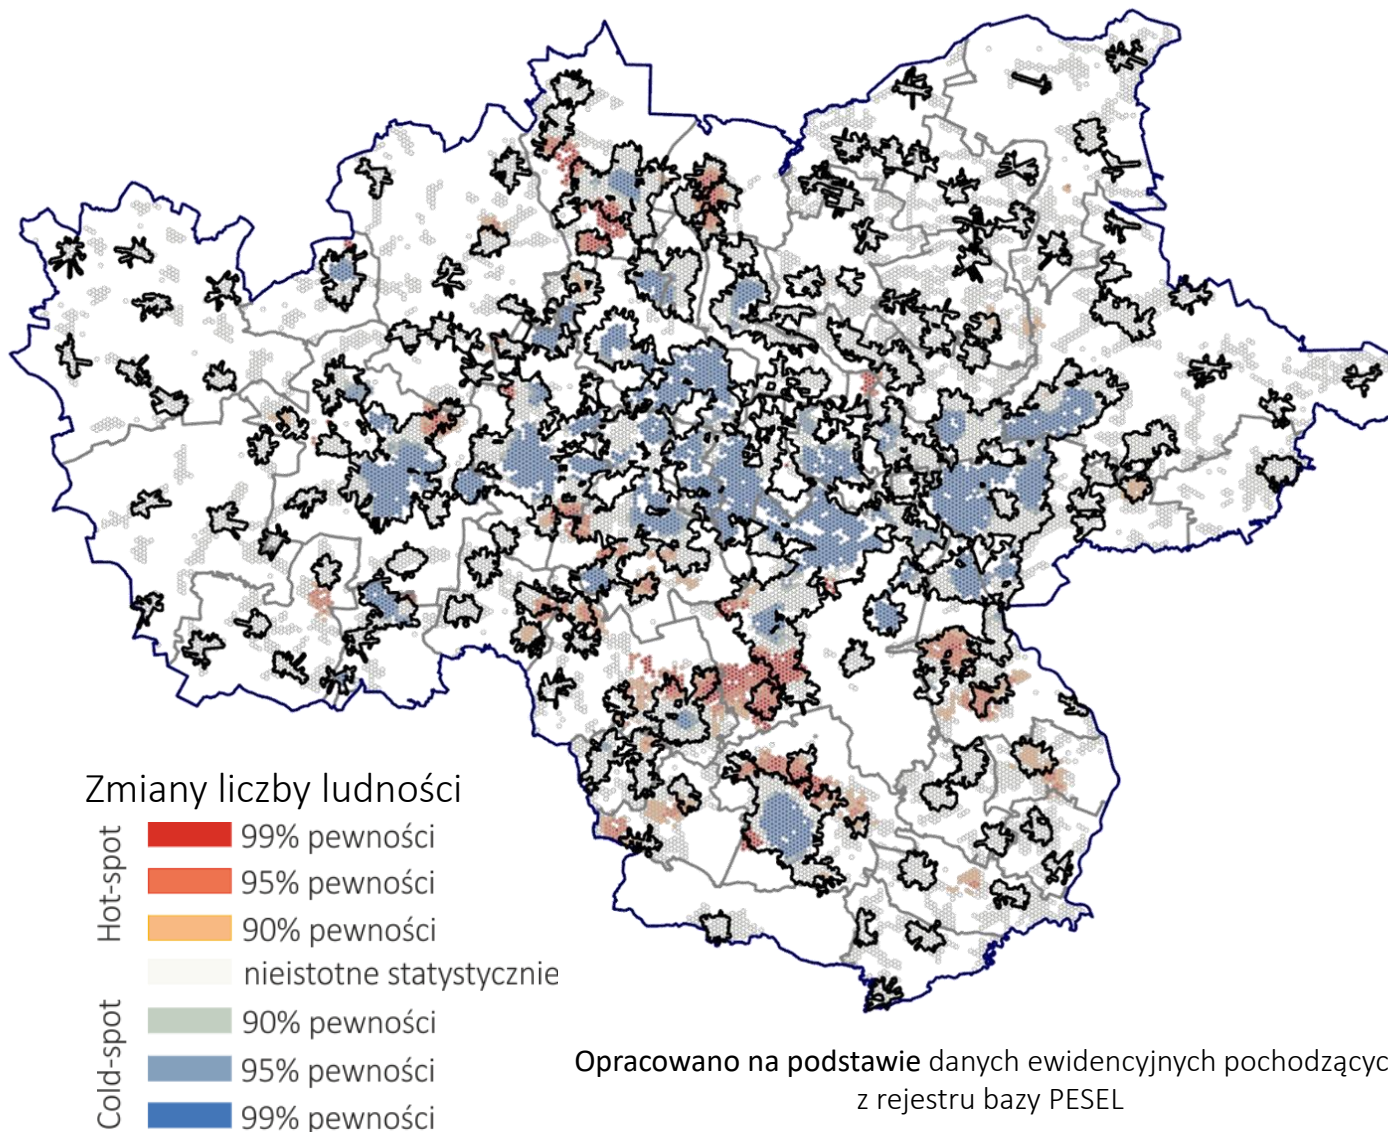 Zmiany liczby ludności
Hot-spot
99% pewności
95% pewności
90% pewności
nieistotne statystycznie
Cold-spot
90% pewności
95% pewności
99% pewności
Opracowano na podstawie danych ewidencyjnych pochodzącyc
z rejestru bazy PESEL